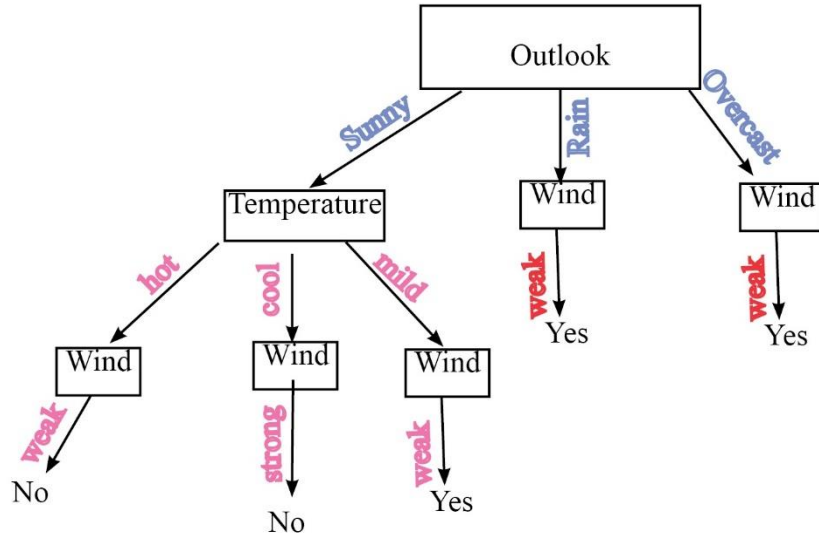 Outlook
Sunny
Rain
Overcast
Temperature
Wind
Wind
hot
cool
mild
weak
weak
Yes
Yes
Wind
Wind
Wind
weak
strong
weak
No
No
Yes